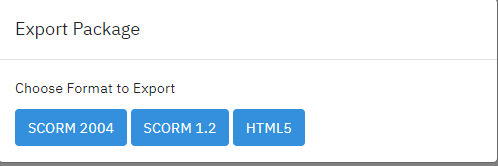 Export Package
Choose Format to Export
SCORM 2004 SCORM 1.2 HTML5